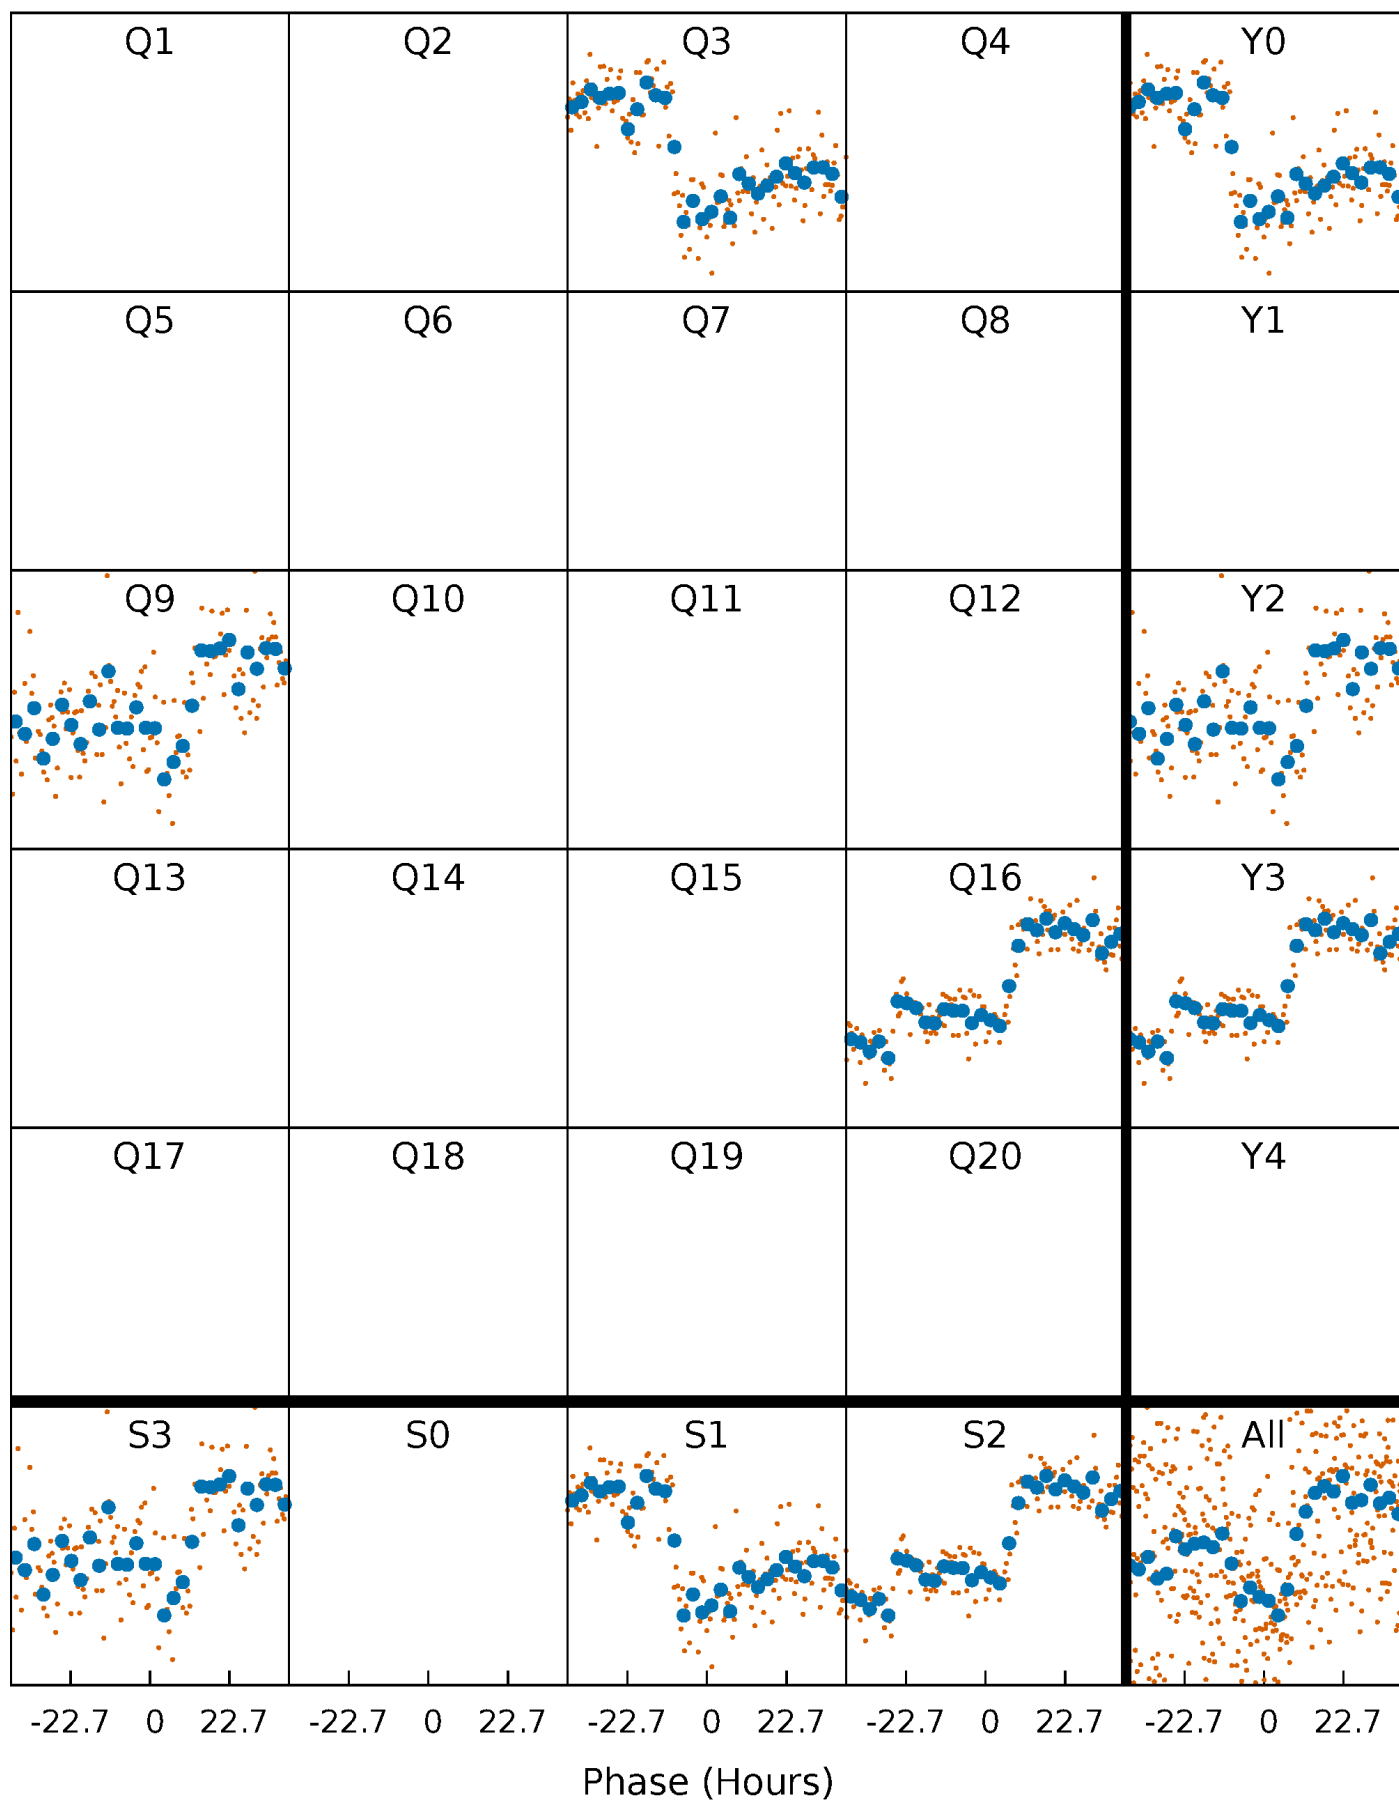 Q1 Q2 Q3 Q4 Y0
Q5 Q6 Q7 Q8 Y1
Q9 Q10 Q11 Q12 Y2
Q13 Q14 Q15 Q16 Y3
Q17 Q18 Q19 Q20 Y4
S3 S0 S1 S2 All
-22.7 0 22.7 -22.7 0 22.7 -22.7 0 22.7 -22.7 0 22.7 -22.7 0 22.7
Phase (Hours)